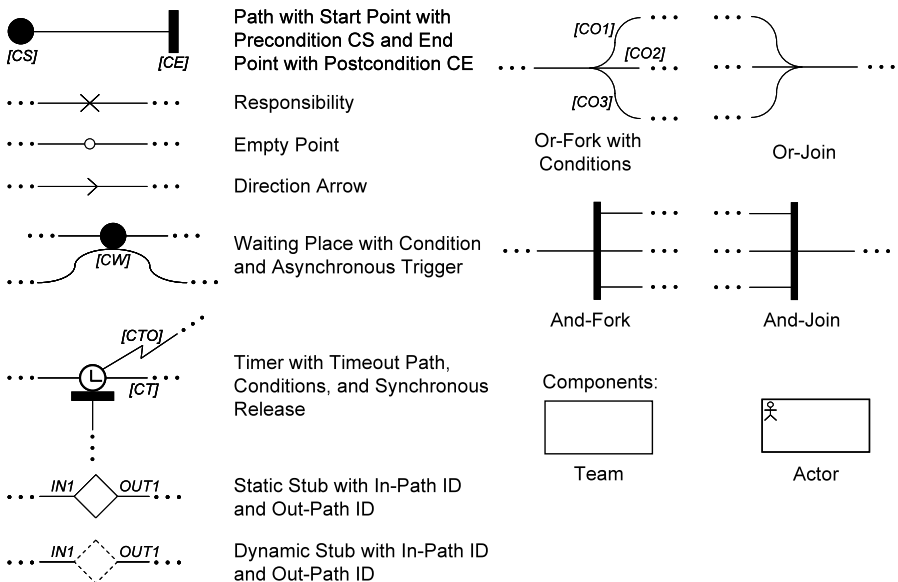 [CS]
[CE]
Path with Start Point with
Precondition CS and End
Point with Postcondition CE
Responsibility
Empty Point
Direction Arrow
[CW]
Waiting Place with Condition
and Asynchronous Trigger
[CTO]
[CT]
Timer with Timeout Path,
Conditions, and Synchronous
Release
IN1
OUT1
Static Stub with In-Path ID
and Out-Path ID
IN1
OUT1
Dynamic Stub with In-Path ID
and Out-Path ID
[CO1]
[CO2]
[CO3]
Or-Fork with
Conditions
Or-Join
And-Fork
And-Join
Components:
Team
Actor